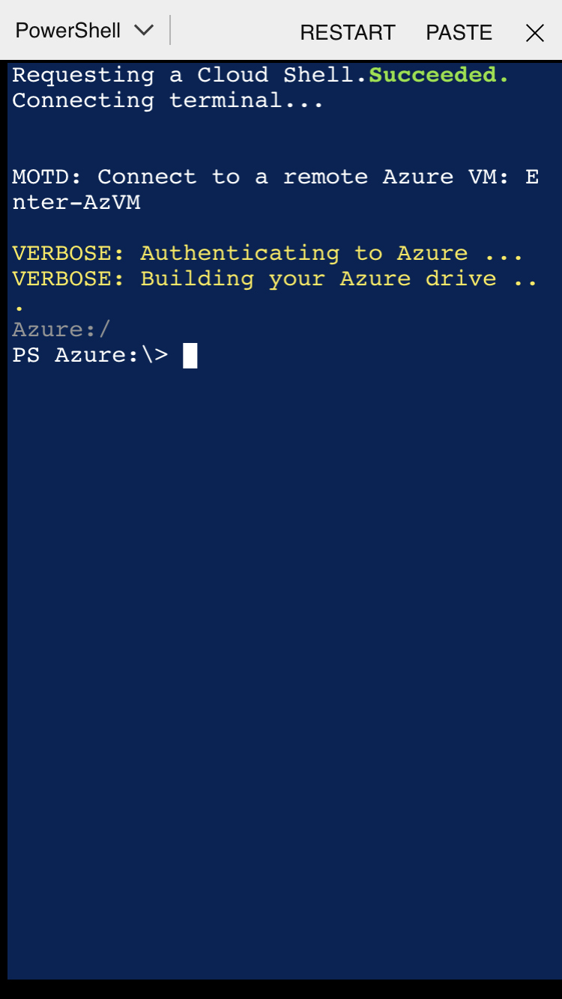 PowerShell
RESTART
PASTE
Requesting a Cloud Shell.Succeeded.
Connecting terminal...
MOTD: Connect to a remote Azure VM: E
nter-AzVM
VERBOSE: Authenticating to Azure ...
VERBOSE: Building your Azure drive ..
.
Azure:/
PS Azure:\>